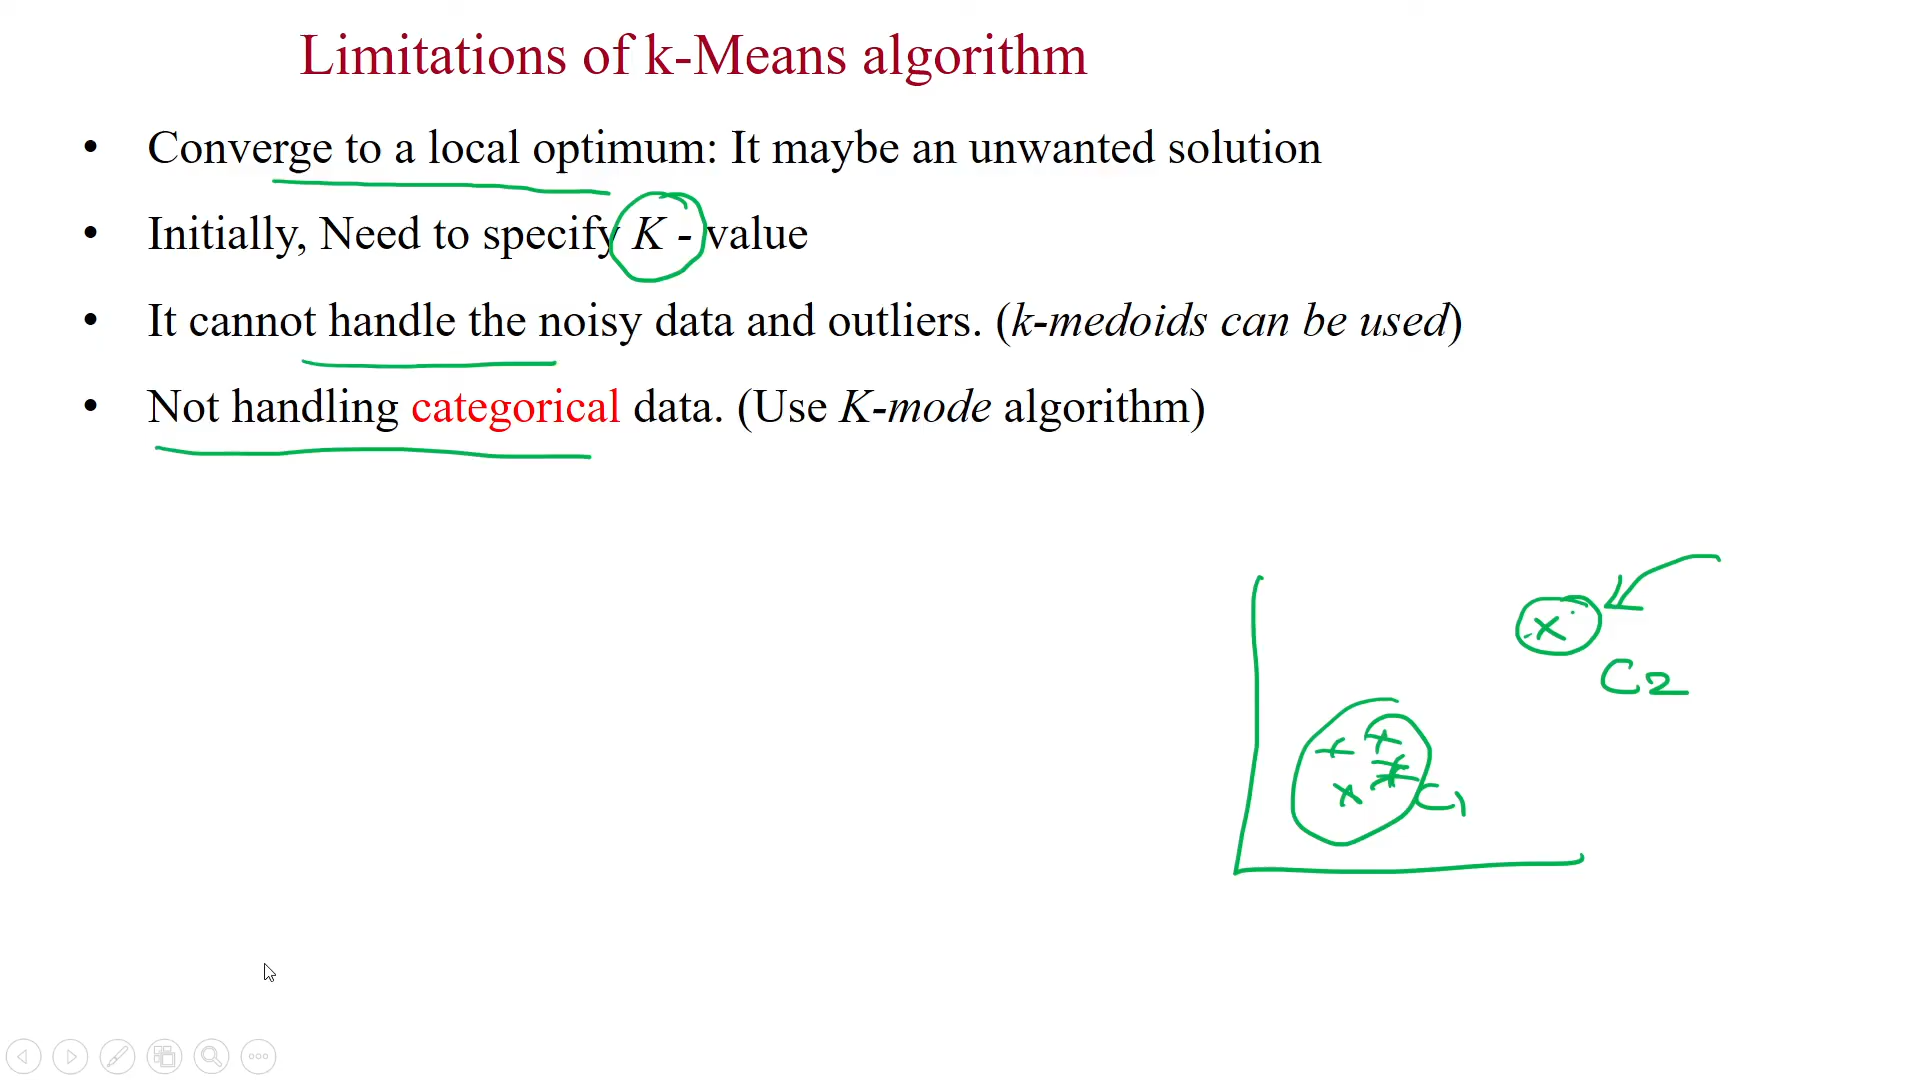 Limitations of k-Means algorithm
• Converge to a local optimum: It maybe an unwanted solution
• Initially, Need to specify K - value
• It cannot handle the noisy data and outliers. (k-medoids can be used)
• Not handling categorical data. (Use K-mode algorithm)
C2
C1